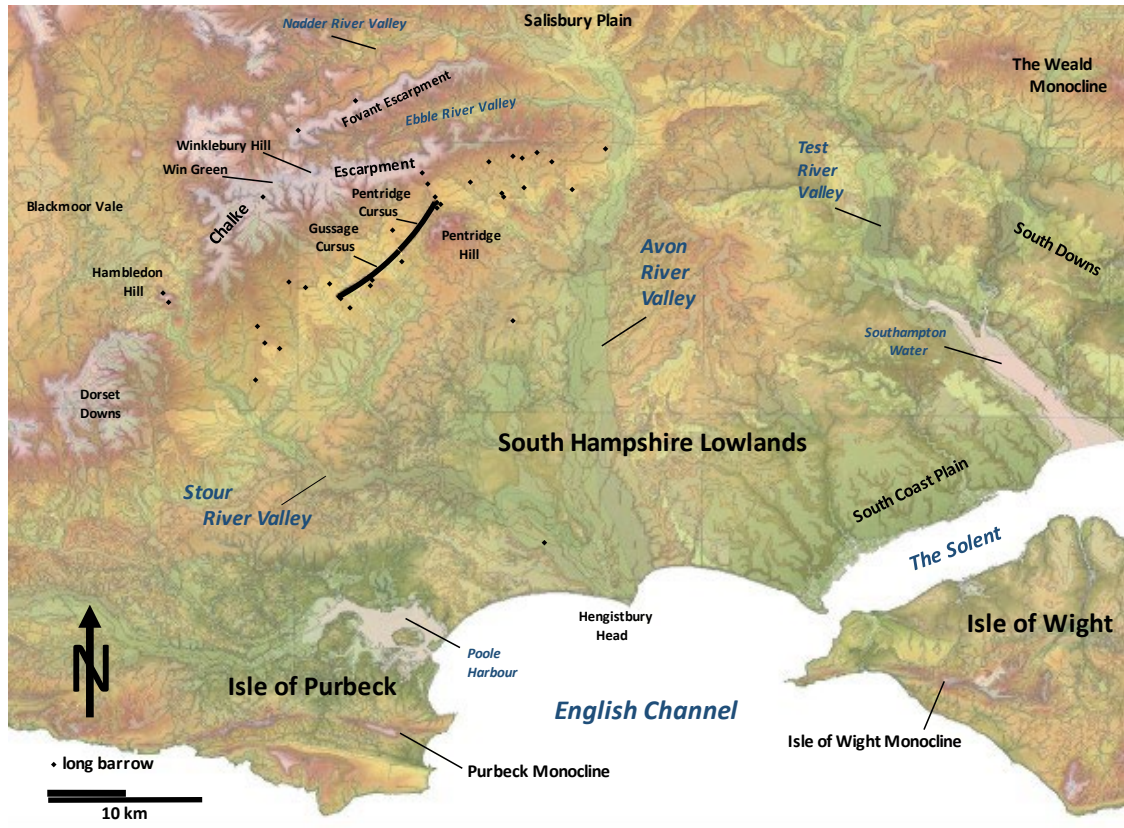 Nadder River Valley
Salisbury Plain
The Weald
Monocline
Fovant Escarpment
Ebble River Valley
Winklebury Hill
Win Green
Escarpment
Test
River
Valley
Blackmoor Vale
Chalke
Pentridge
Cursus
Gussage
Cursus
Pentridge
Hill
Avon
River
Valley
South Downs
Hambledon
Hill
Southampton
Water
Dorset
Downs
South Hampshire Lowlands
Stour
River Valley
South Coast Plain
The Solent
Hengistbury
Head
Isle of Wight
N
Poole
Harbour
Isle of Purbeck
English Channel
Isle of Wight Monocline
long barrow
Purbeck Monocline
10 km